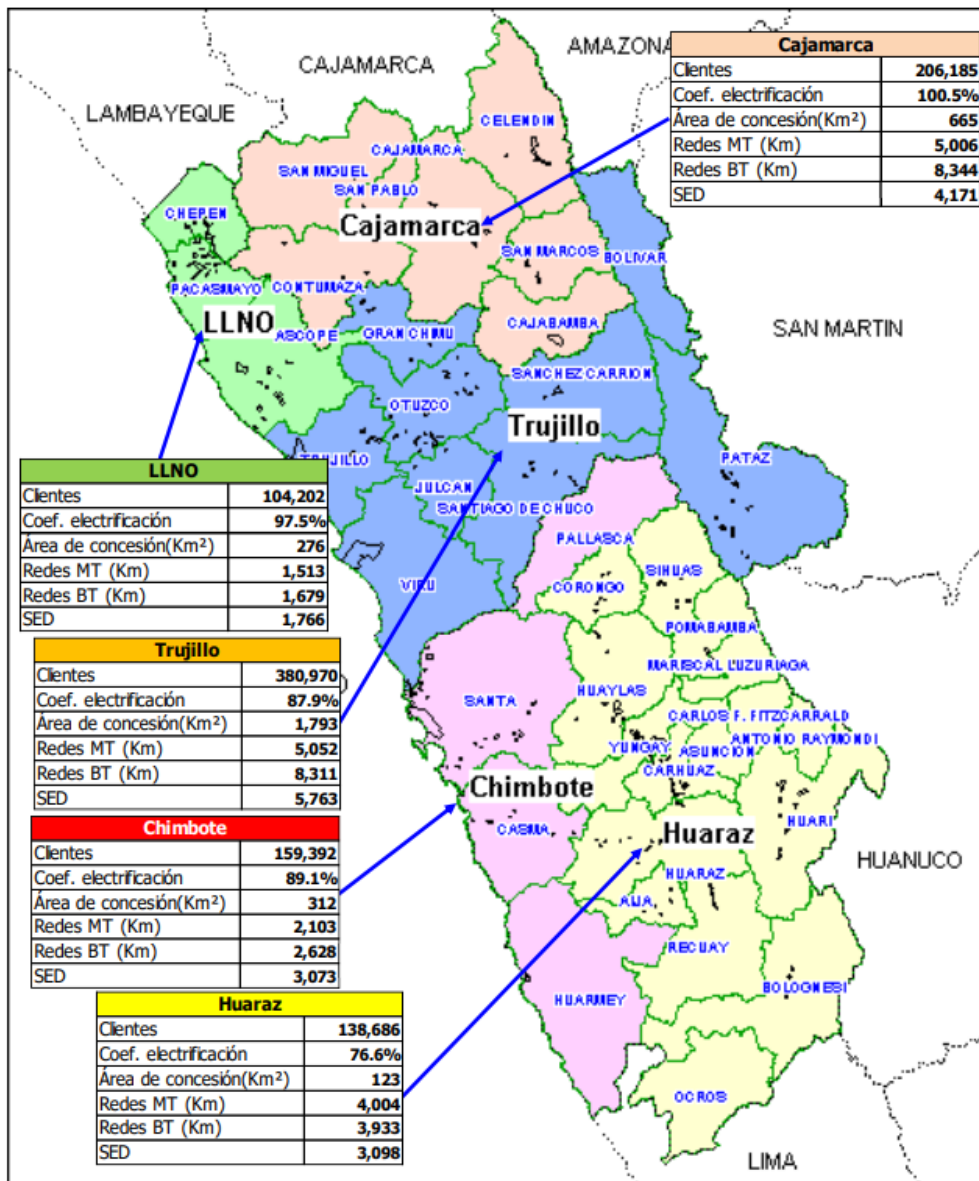 AMAZONA
CAJAMARCA
LAMBAYEQUE
Cajamarca
Clientes 206,185
Coef. electrificación 100.5%
Área de concesión(Km²) 665
Redes MT (Km) 5,006
Redes BT (Km) 8,344
SED 4,171
CELENDIN
CAJAMARCA
SAN MIGUEL
SAN PABLO
Cajamarca
CHEPEN
SAN MARCOS
BOLIVAR
PACASMAYO
CONTUMAZA
LLNO
ASCOPE
GRAN CHIMU
CAJABAMBA
SAN MARTIN
SANCHEZ CARRION
OTUZCO
Trujillo
TRUJILLO
PATAZ
JULCAN
SANTIAGO DE CHUCO
LLNO
Clientes 104,202
Coef. electrificación 97.5%
Área de concesión(Km²) 276
Redes MT (Km) 1,513
Redes BT (Km) 1,679
SED 1,766
PALLASCA
CORONGO
SIHUAS
VIRU
POMABAMBA
Trujillo
Clientes 380,970
Coef. electrificación 87.9%
Área de concesión(Km²) 1,793
Redes MT (Km) 5,052
Redes BT (Km) 8,311
SED 5,763
MARISCAL LUZURIAGA
SANTA
HUAYLAS
CARLOS F. FITZCARRALD
ANTONIO RAYMONDI
YUNGAY
ASUNCION
CARHUAZ
Chimbote
CASMA
HUARI
Huaraz
HUANUCO
Chimbote
Clientes 159,392
Coef. electrificación 89.1%
Área de concesión(Km²) 312
Redes MT (Km) 2,103
Redes BT (Km) 2,628
SED 3,073
HUARAZ
AIJA
RECUAY
BOLOGNESI
HUARMEY
Huaraz
Clientes 138,686
Coef. electrificación 76.6%
Área de concesión(Km²) 123
Redes MT (Km) 4,004
Redes BT (Km) 3,933
SED 3,098
OCROS
LIMA